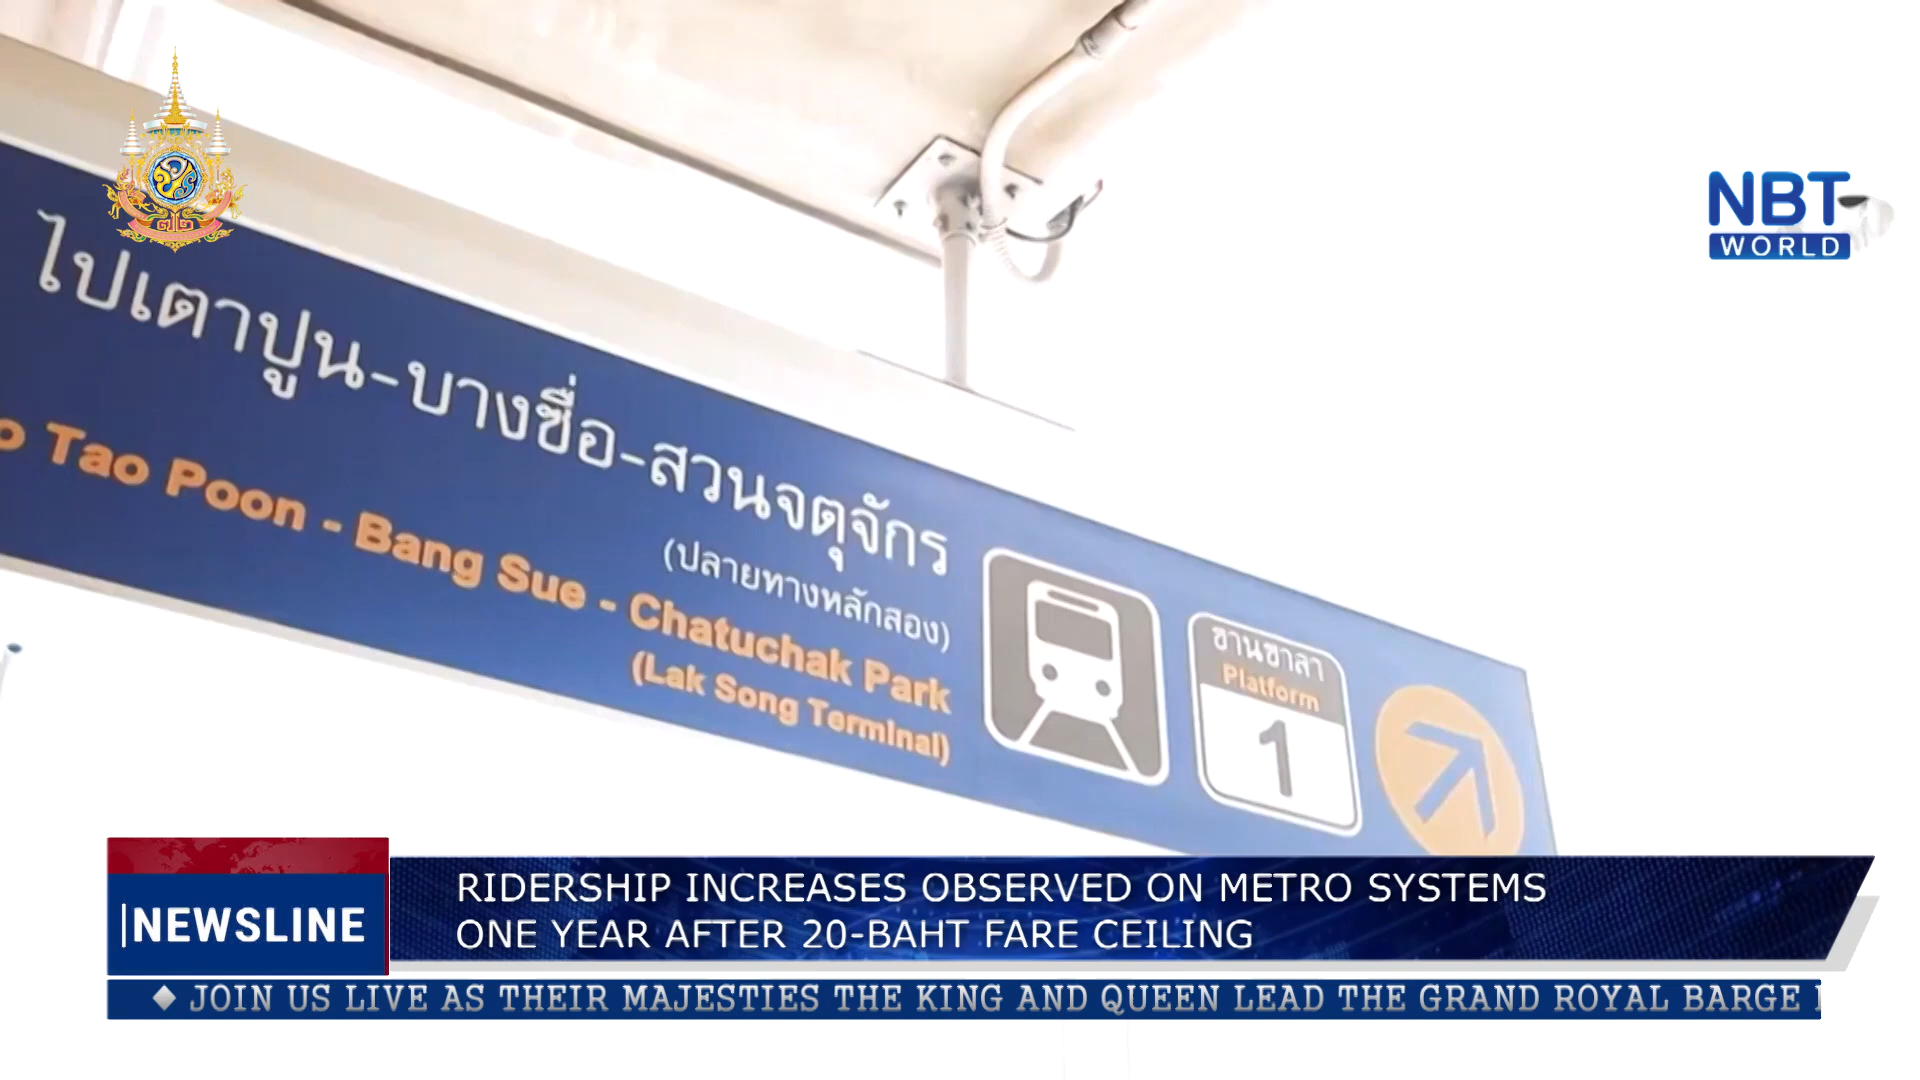 ไปเตาปูน-บางซื่อ-สวนจตุจักร
(ปลายทางหลักสอง)
Tao Poon - Bang Sue - Chatuchak Park
(Lak Song Terminal)
ชานชาลา
Platform
1
๗๒
NBT
WORLD
NEWSLINE
RIDERSHIP INCREASES OBSERVED ON METRO SYSTEMS
ONE YEAR AFTER 20-BAHT FARE CEILING
JOIN US LIVE AS THEIR MAJESTIES THE KING AND QUEEN LEAD THE GRAND ROYAL BARGE